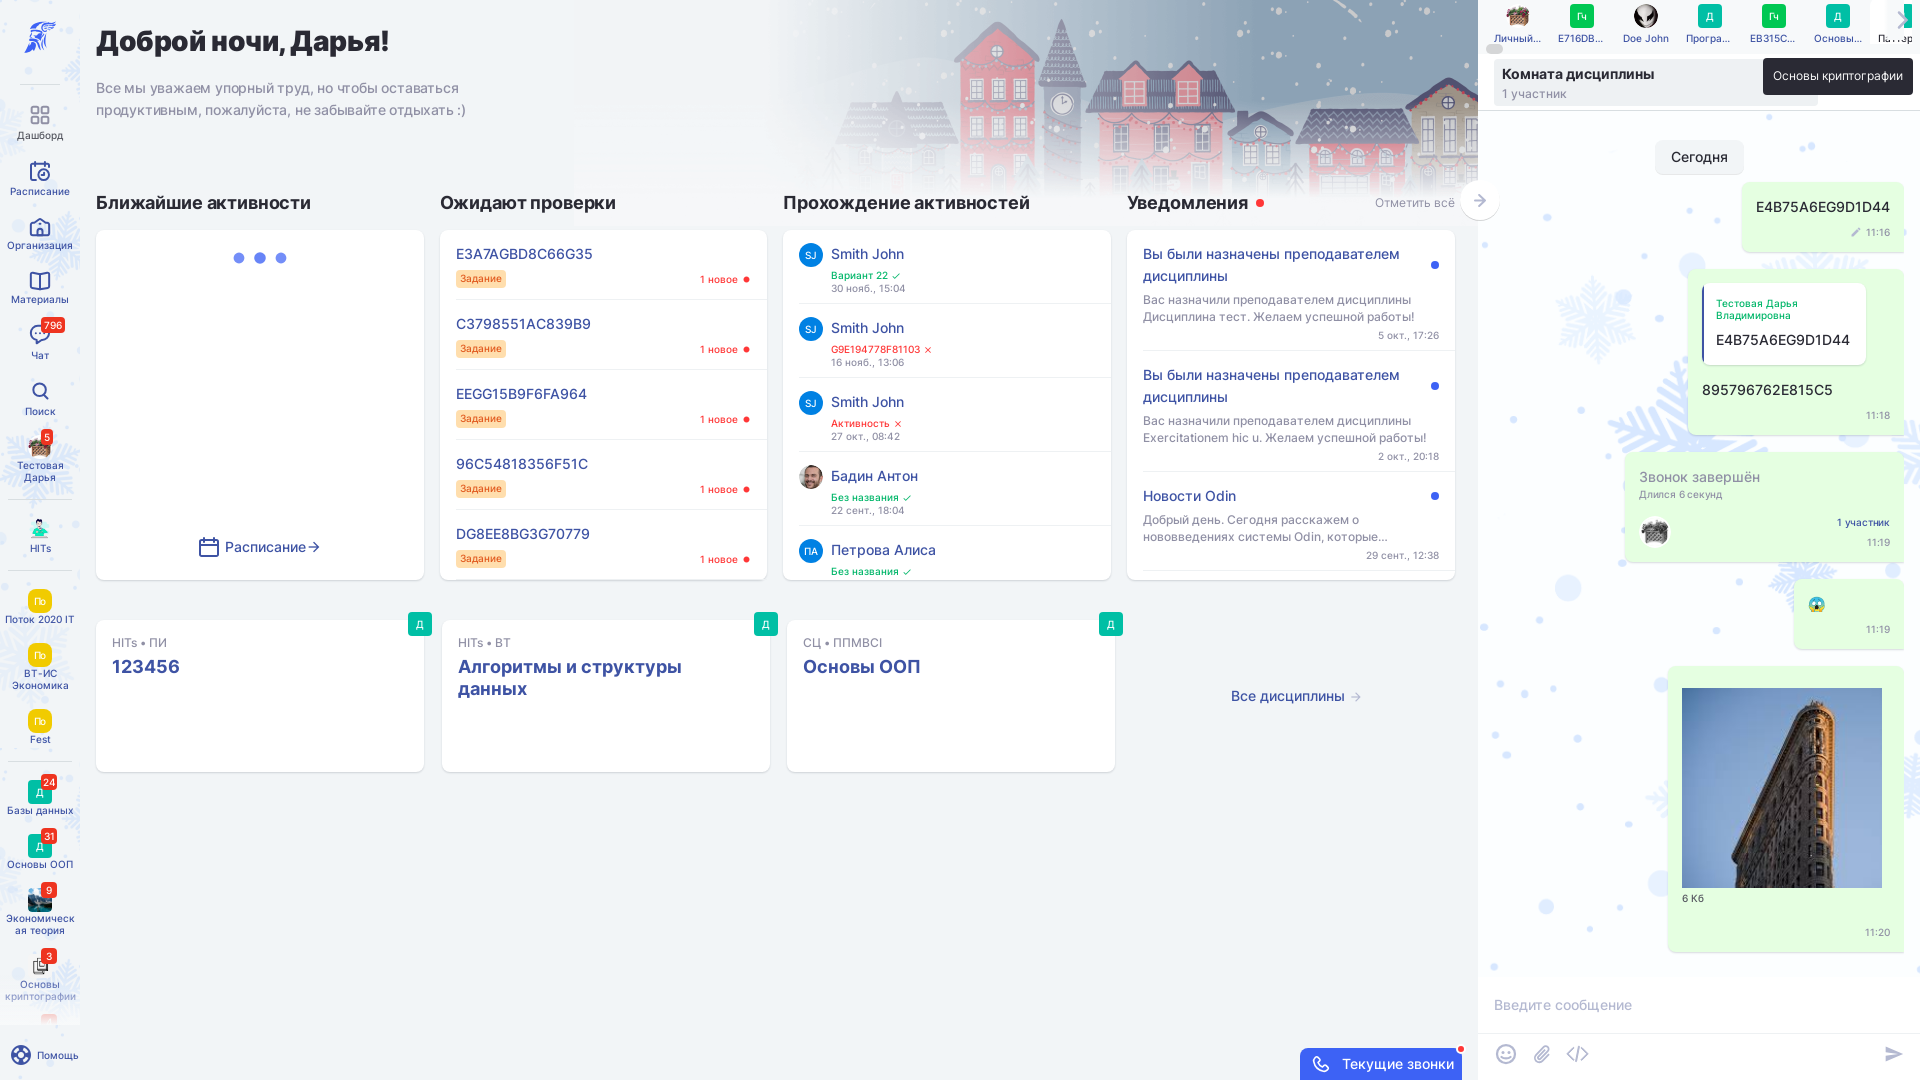 Дашборд
Расписание
Организация
Материалы
796
Чат
Поиск
5
Тестовая
Дарья
HITs
По
Поток 2020 IT
По
ВТ-ИС
Экономика
По
Fest
24
Д
Базы данных
31
Д
Основы ООП
9
Экономическ
ая теория
3
Основы
криптографии
Помощь
Доброй ночи, Дарья!
Все мы уважаем упорный труд, но чтобы оставаться
продуктивным, пожалуйста, не забывайте отдыхать :)
Ближайшие активности
Расписание
Ожидают проверки
E3A7AGBD8C66G35
Задание
1 новое
C3798551AC839B9
Задание
1 новое
EEGG15B9F6FA964
Задание
1 новое
96C54818356F51C
Задание
1 новое
DG8EE8BG3G70779
Задание
1 новое
Прохождение активностей
SJ
Smith John
Вариант 22
30 нояб., 15:04
SJ
Smith John
G9E194778F81103
16 нояб., 13:06
SJ
Smith John
Активность
27 окт., 08:42
Бадин Антон
Без названия
22 сент., 18:04
ПА
Петрова Алиса
Без названия
Уведомления
Отметить всё
Вы были назначены преподавателем
дисциплины
Вас назначили преподавателем дисциплины
Дисциплина тест. Желаем успешной работы!
5 окт., 17:26
Вы были назначены преподавателем
дисциплины
Вас назначили преподавателем дисциплины
Exercitationem hic u. Желаем успешной работы!
2 окт., 20:18
Новости Odin
Добрый день. Сегодня расскажем о
нововведениях системы Odin, которые...
29 сент., 12:38
Д
HITs • ПИ
123456
Д
HITs • ВТ
Алгоритмы и структуры
данных
Д
СЦ • ППМВCI
Основы ООП
Все дисциплины
Текущие звонки
Личный...
Гч
E716DB...
Doe John
Д
Програ...
Гч
EB315C...
Д
Основы...
Паттер
Комната дисциплины
1 участник
Основы криптографии
Сегодня
E4B75A6EG9D1D44
11:16
Тестовая Дарья
Владимировна
E4B75A6EG9D1D44
895796762E815C5
11:18
Звонок завершён
Длился 6 секунд
1 участник
11:19
11:19
6 Кб
11:20
Введите сообщение